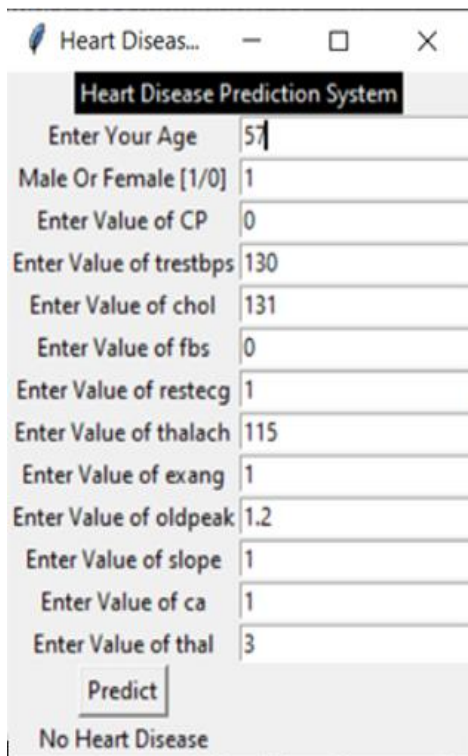 Heart Diseas...
Heart Disease Prediction System
Enter Your Age 57
Male Or Female [1/0] 1
Enter Value of CP 0
Enter Value of trestbps 130
Enter Value of chol 131
Enter Value of fbs 0
Enter Value of restecg 1
Enter Value of thalach 115
Enter Value of exang 1
Enter Value of oldpeak 1.2
Enter Value of slope 1
Enter Value of ca 1
Enter Value of thal 3
Predict
No Heart Disease